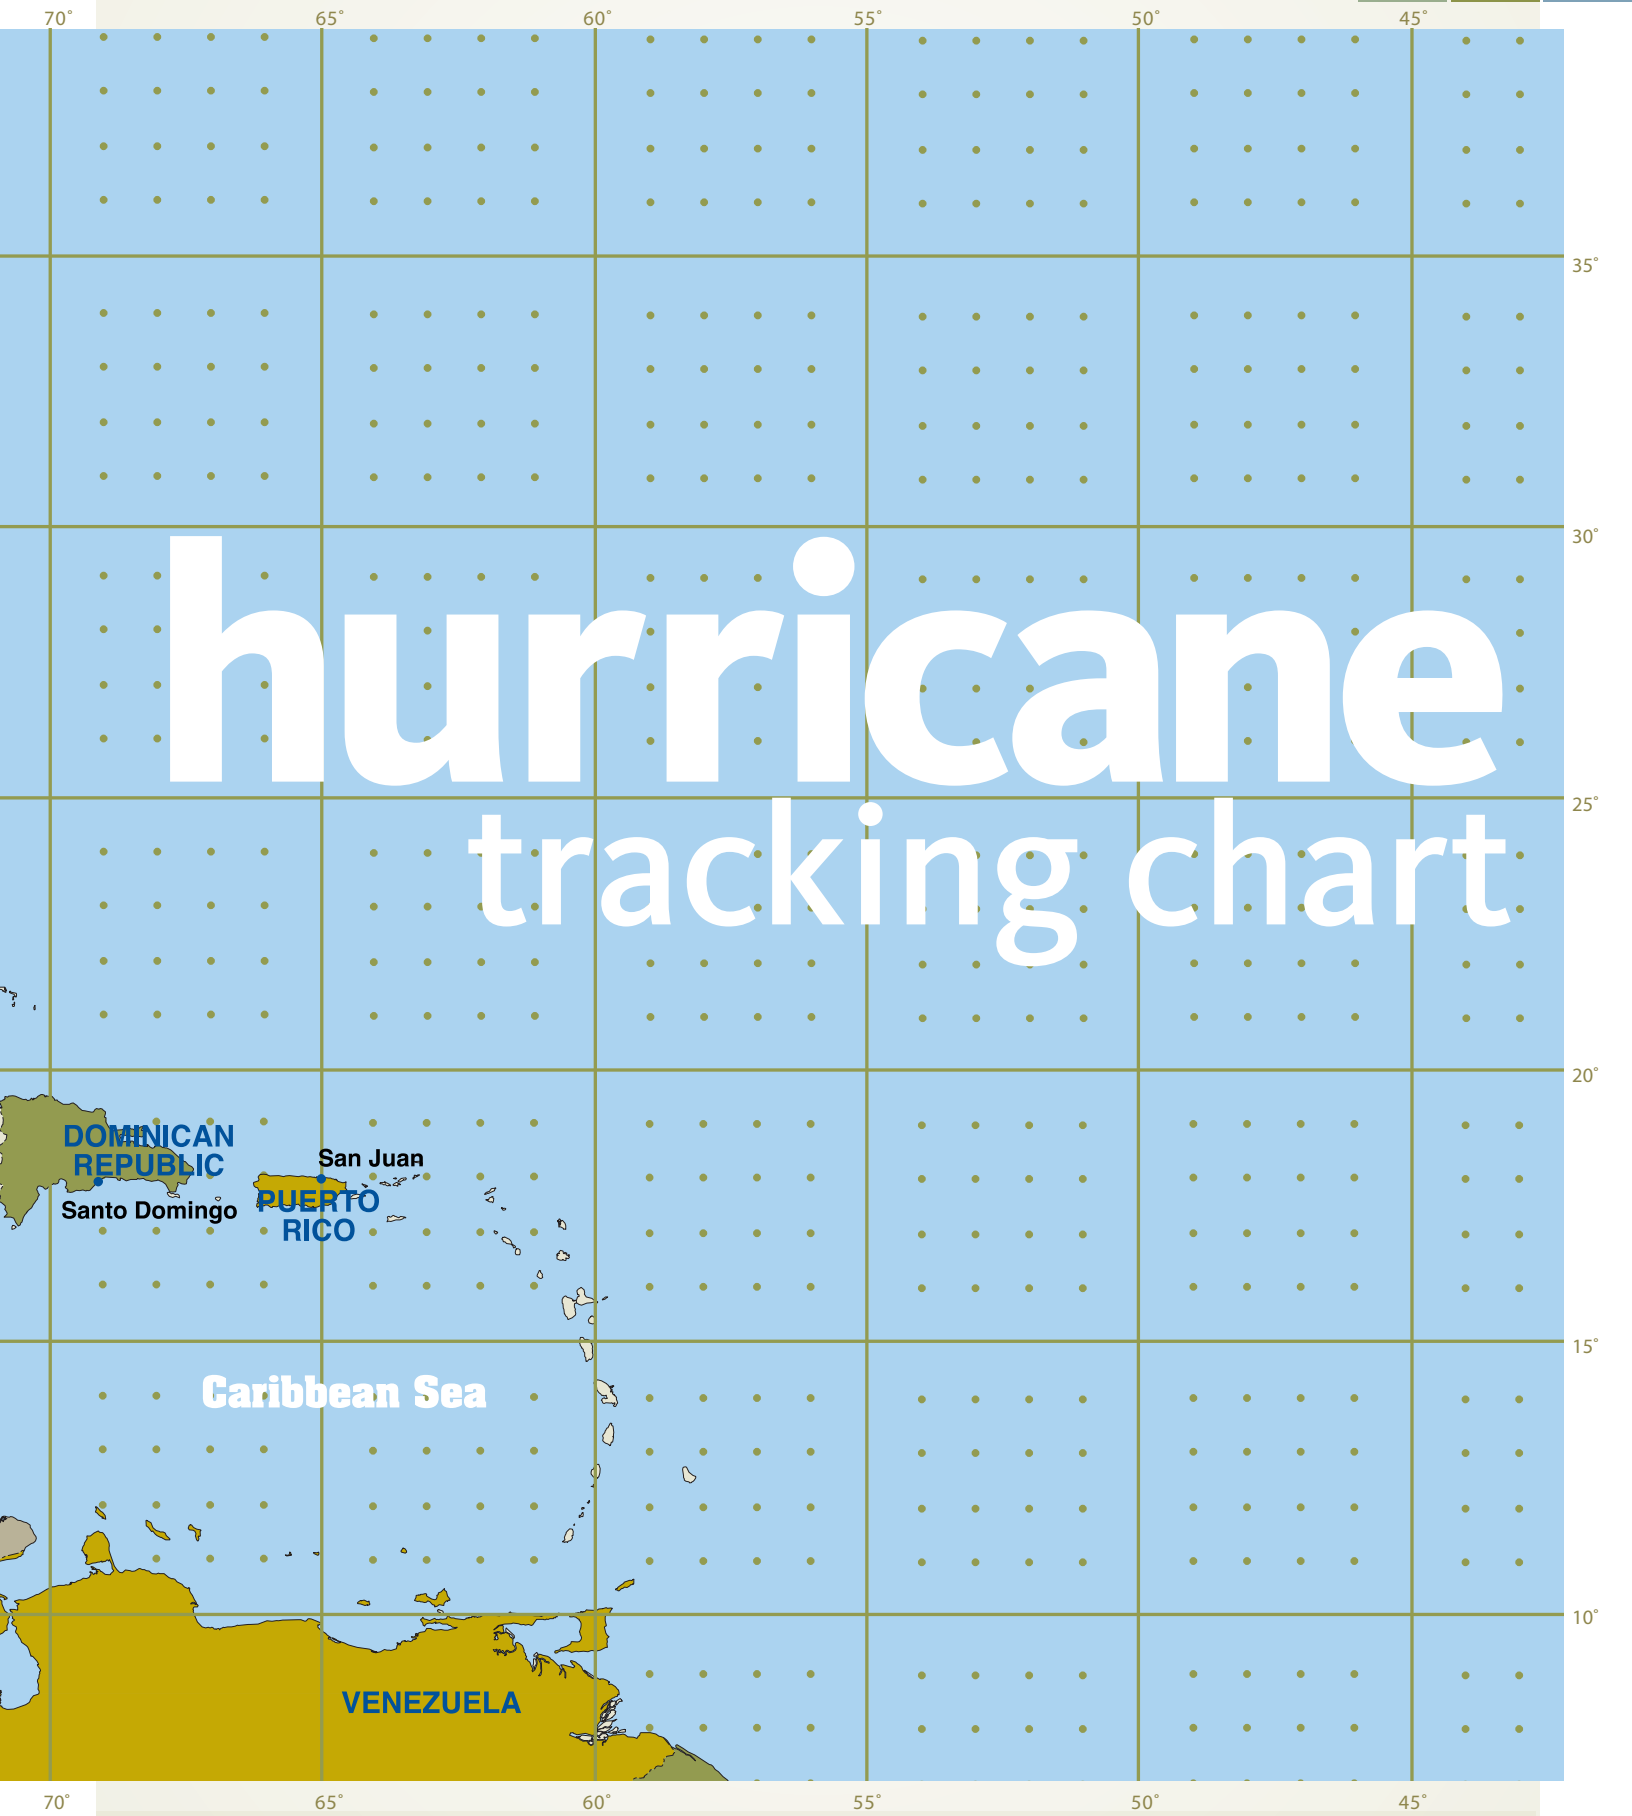 70° 65° 60° 55° 50° 45°
35°
30°
hurricane
25°
tracking chart
20°
DOMINICAN
REPUBLIC
San Juan
Santo Domingo
PUERTO
RICO
15°
Caribbean Sea
10°
VENEZUELA
70° 65° 60° 55° 50° 45°